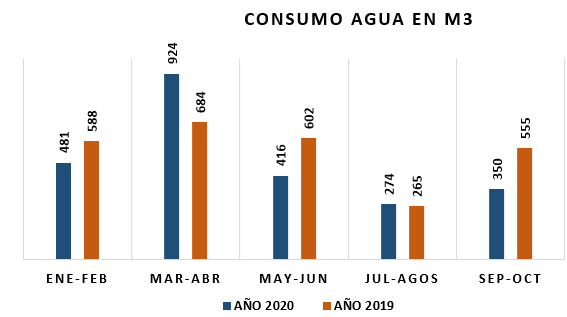 CONSUMO AGUA EN M3
481
588
924
684
416
602
274
265
350
555
ENE-FEB
MAR-ABR
MAY-JUN
JUL-AGOS
SEP-OCT
AÑO 2020
AÑO 2019